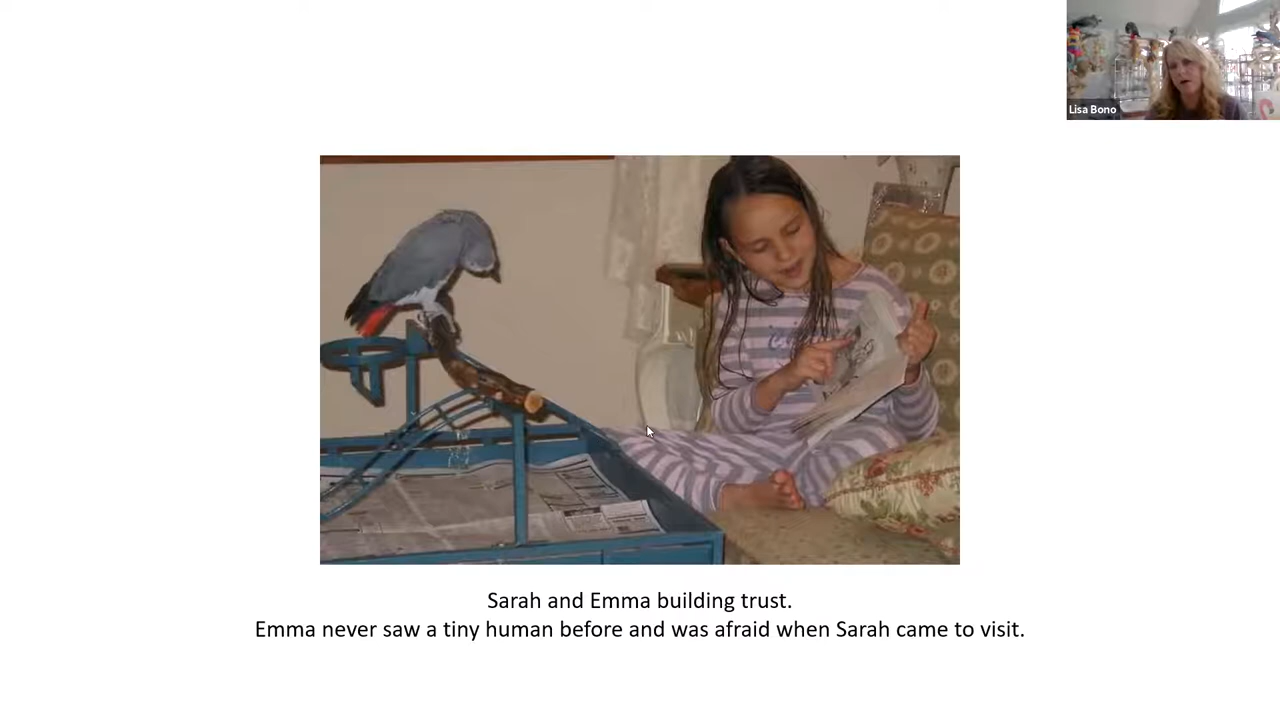 Lisa Bono
Sarah and Emma building trust.
Emma never saw a tiny human before and was afraid when Sarah came to visit.